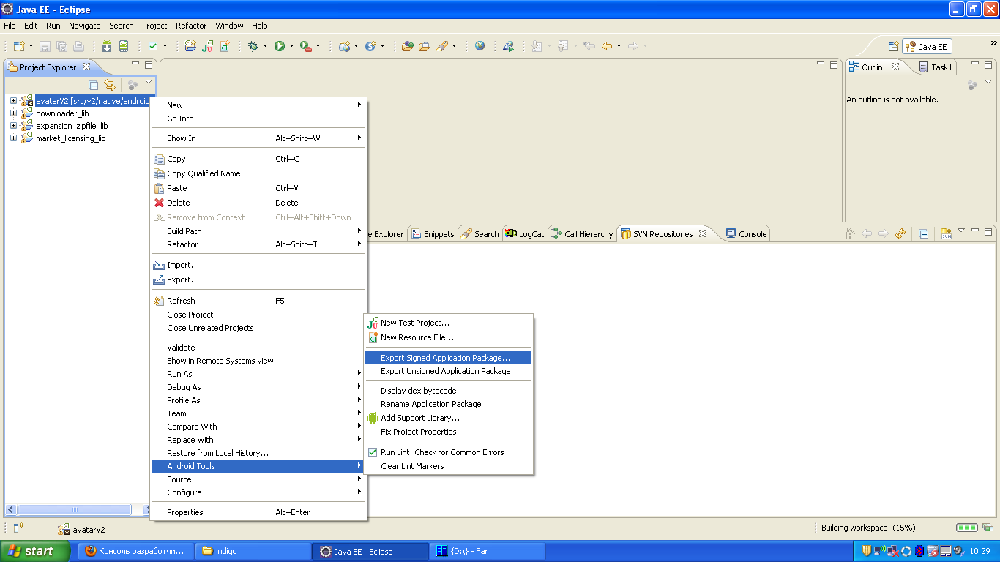 Java EE - Eclipse
File Edit Run Navigate Search Project Refactor Window Help
Java EE
Project Explorer
Outlin
Task L
avatarV2 [src/v2/native/android
downloader_lib
expansion_zipfile_lib
market_licensing_lib
An outline is not available.
New
Go Into
Show In Alt+Shift+W
Copy Ctrl+C
Copy Qualified Name
Paste Ctrl+V
Delete Delete
Remove from Context Ctrl+Alt+Shift+Down
Build Path
Refactor Alt+Shift+T
Import...
Export...
Refresh F5
Close Project
Close Unrelated Projects
Validate
Show in Remote Systems view
Run As
Debug As
Profile As
Team
Compare With
Replace With
Restore from Local History...
Android Tools
Source
Configure
Properties Alt+Enter
e Explorer Snippets Search LogCat Call Hierarchy SVN Repositories Console
New Test Project...
New Resource File...
Export Signed Application Package...
Export Unsigned Application Package...
Display dex bytecode
Rename Application Package
Add Support Library...
Fix Project Properties
Run Lint: Check for Common Errors
Clear Lint Markers
avatarV2
Building workspace: (15%)
start
Консоль разработчи...
indigo
Java EE - Eclipse
{D:\} - Far
10:29